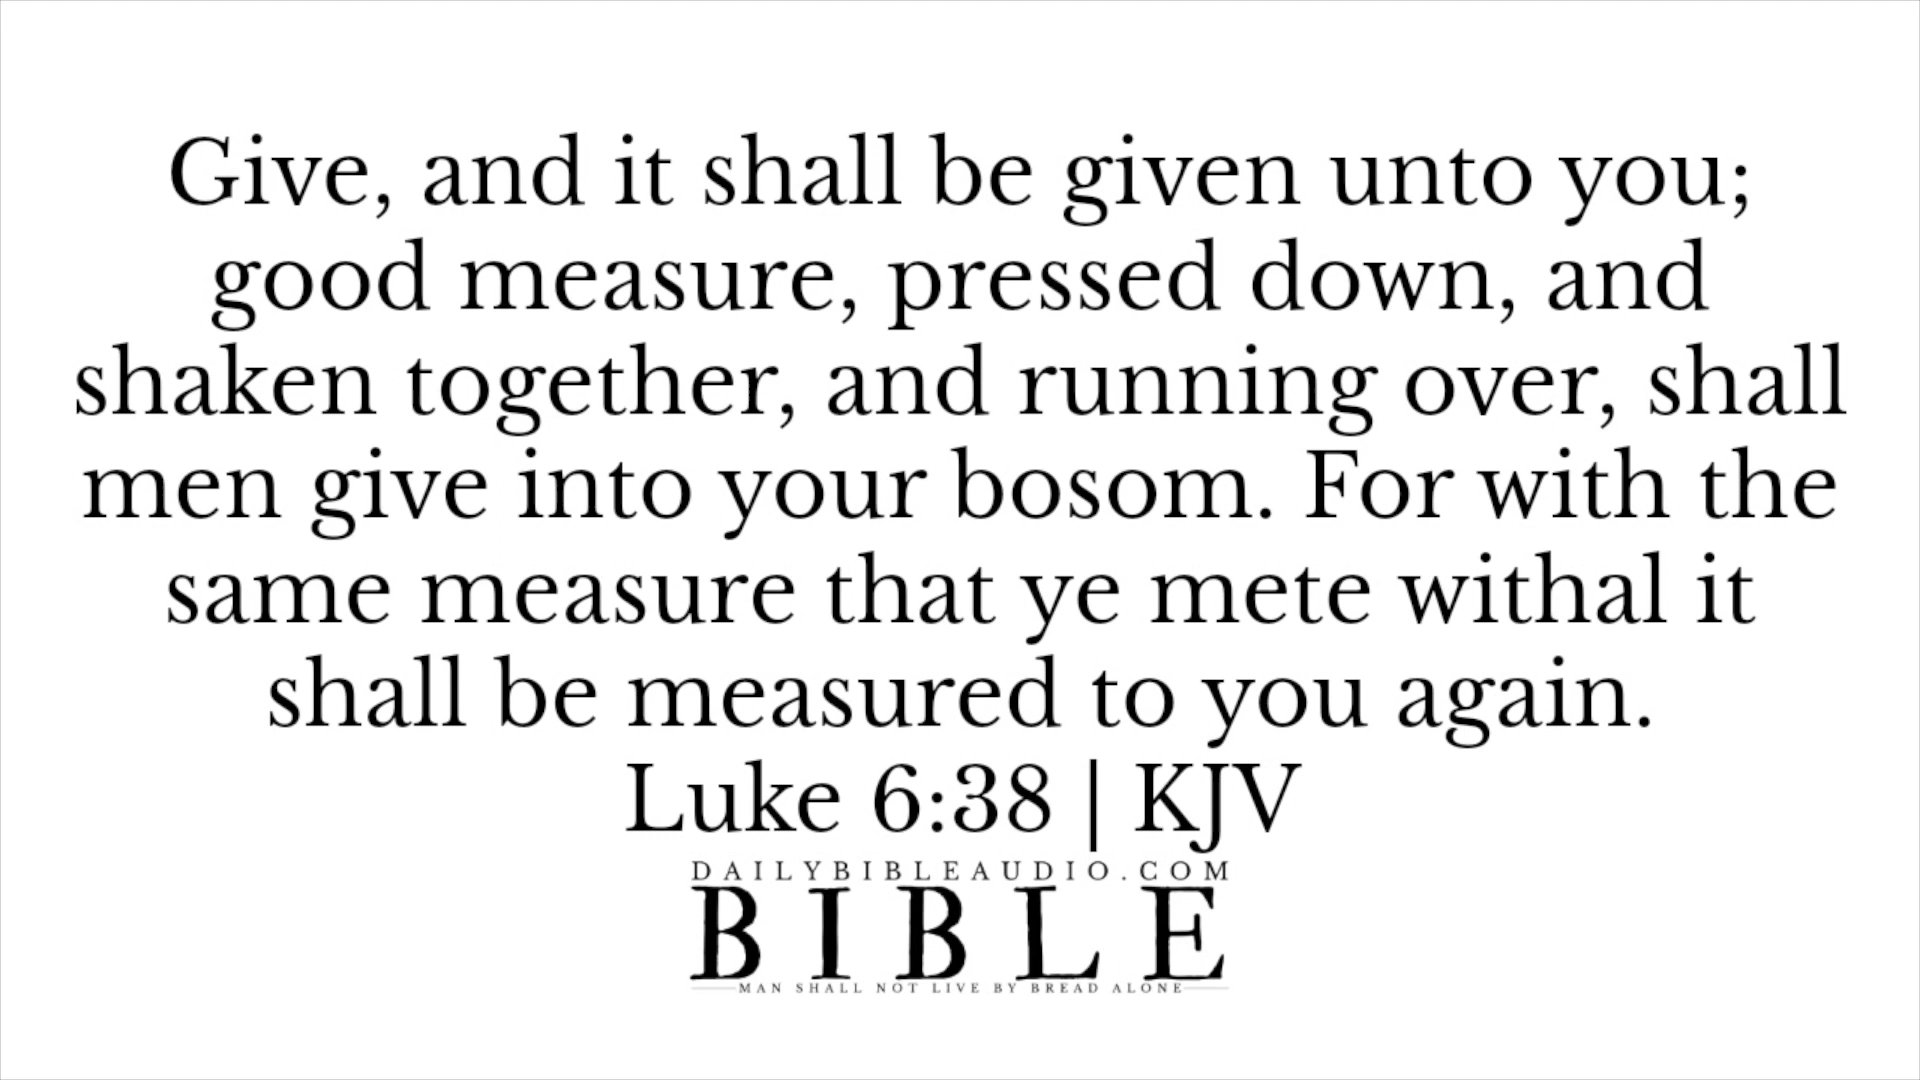 Give, and it shall be given unto you;
good measure, pressed down, and
shaken together, and running over, shall
men give into your bosom. For with the
same measure that ye mete withal it
shall be measured to you again.
Luke 6:38 | KJV
DAILYBIBLEAUDIO.COM
BIBLE
MAN SHALL NOT LIVE BY BREAD ALONE